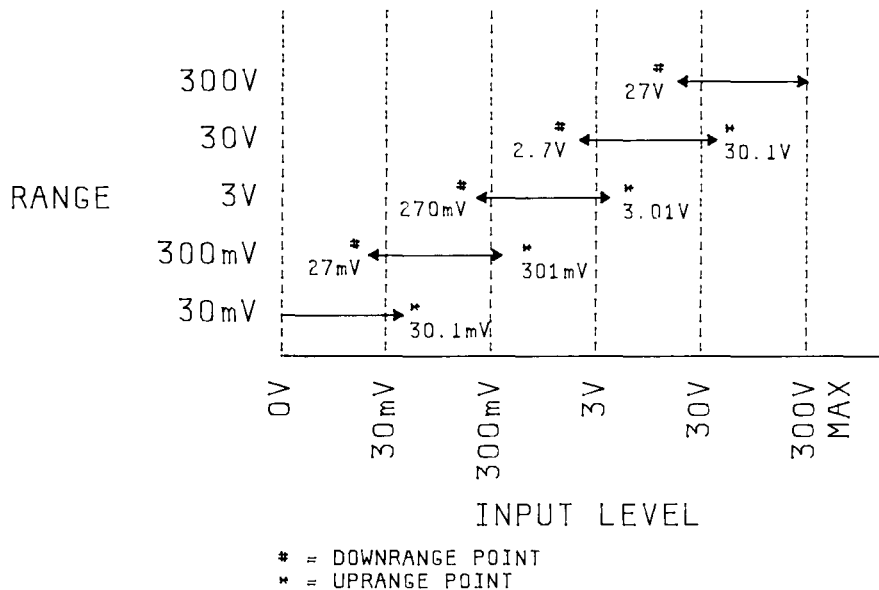 300V
#
27V
30V
#
2.7V
*
30.1V
RANGE
3V
#
270mV
*
3.01V
300mV
#
27mV
*
301mV
30mV
*
30.1mV
0V
30mV
300mV
3V
30V
300V
MAX
INPUT LEVEL
# = DOWNRANGE POINT
* = UPRANGE POINT